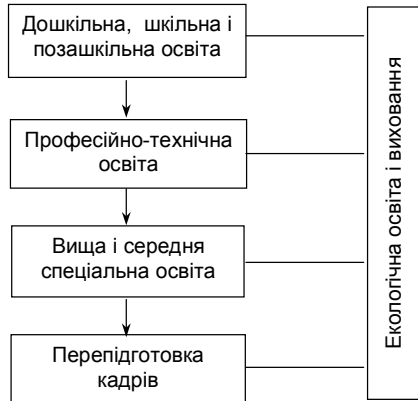 Дошкільна, шкільна і
позашкільна освіта
Професійно-технічна
освіта
Вища і середня
спеціальна освіта
Перепідготовка
кадрів
Екологічна освіта і виховання